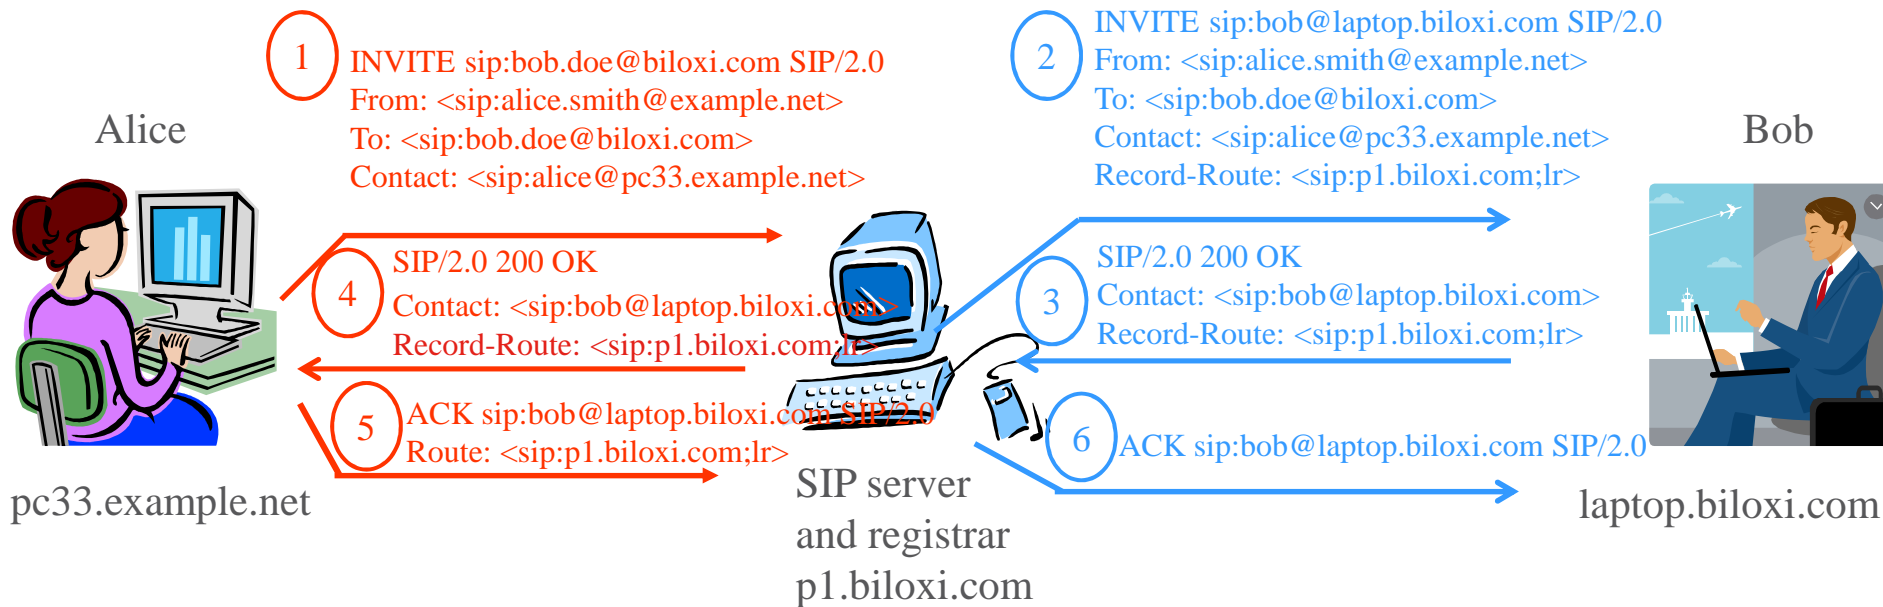 1
INVITE sip:bob.doe@biloxi.com SIP/2.0
From: <sip:alice.smith@example.net>
To: <sip:bob.doe@biloxi.com>
Contact: <sip:alice@pc33.example.net>
2
INVITE sip:bob@laptop.biloxi.com SIP/2.0
From: <sip:alice.smith@example.net>
To: <sip:bob.doe@biloxi.com>
Contact: <sip:alice@pc33.example.net>
Record-Route: <sip:p1.biloxi.com;lr>
Alice
Bob
4
SIP/2.0 200 OK
Contact: <sip:bob@laptop.biloxi.com>
Record-Route: <sip:p1.biloxi.com;lr>
3
SIP/2.0 200 OK
Contact: <sip:bob@laptop.biloxi.com>
Record-Route: <sip:p1.biloxi.com;lr>
5
ACK sip:bob@laptop.biloxi.com SIP/2.0
Route: <sip:p1.biloxi.com;lr>
6
ACK sip:bob@laptop.biloxi.com SIP/2.0
pc33.example.net
SIP server
and registrar
p1.biloxi.com
laptop.biloxi.com